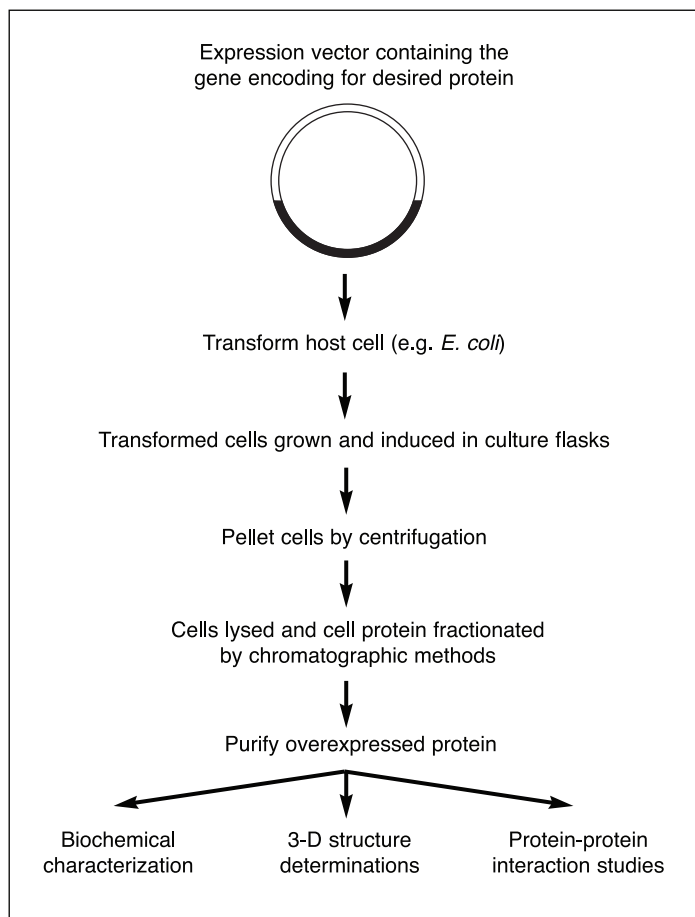 Expression vector containing the
gene encoding for desired protein
Transform host cell (e.g. E. coli)
Transformed cells grown and induced in culture flasks
Pellet cells by centrifugation
Cells lysed and cell protein fractionated
by chromatographic methods
Purify overexpressed protein
Biochemical
characterization
3-D structure
determinations
Protein-protein
interaction studies